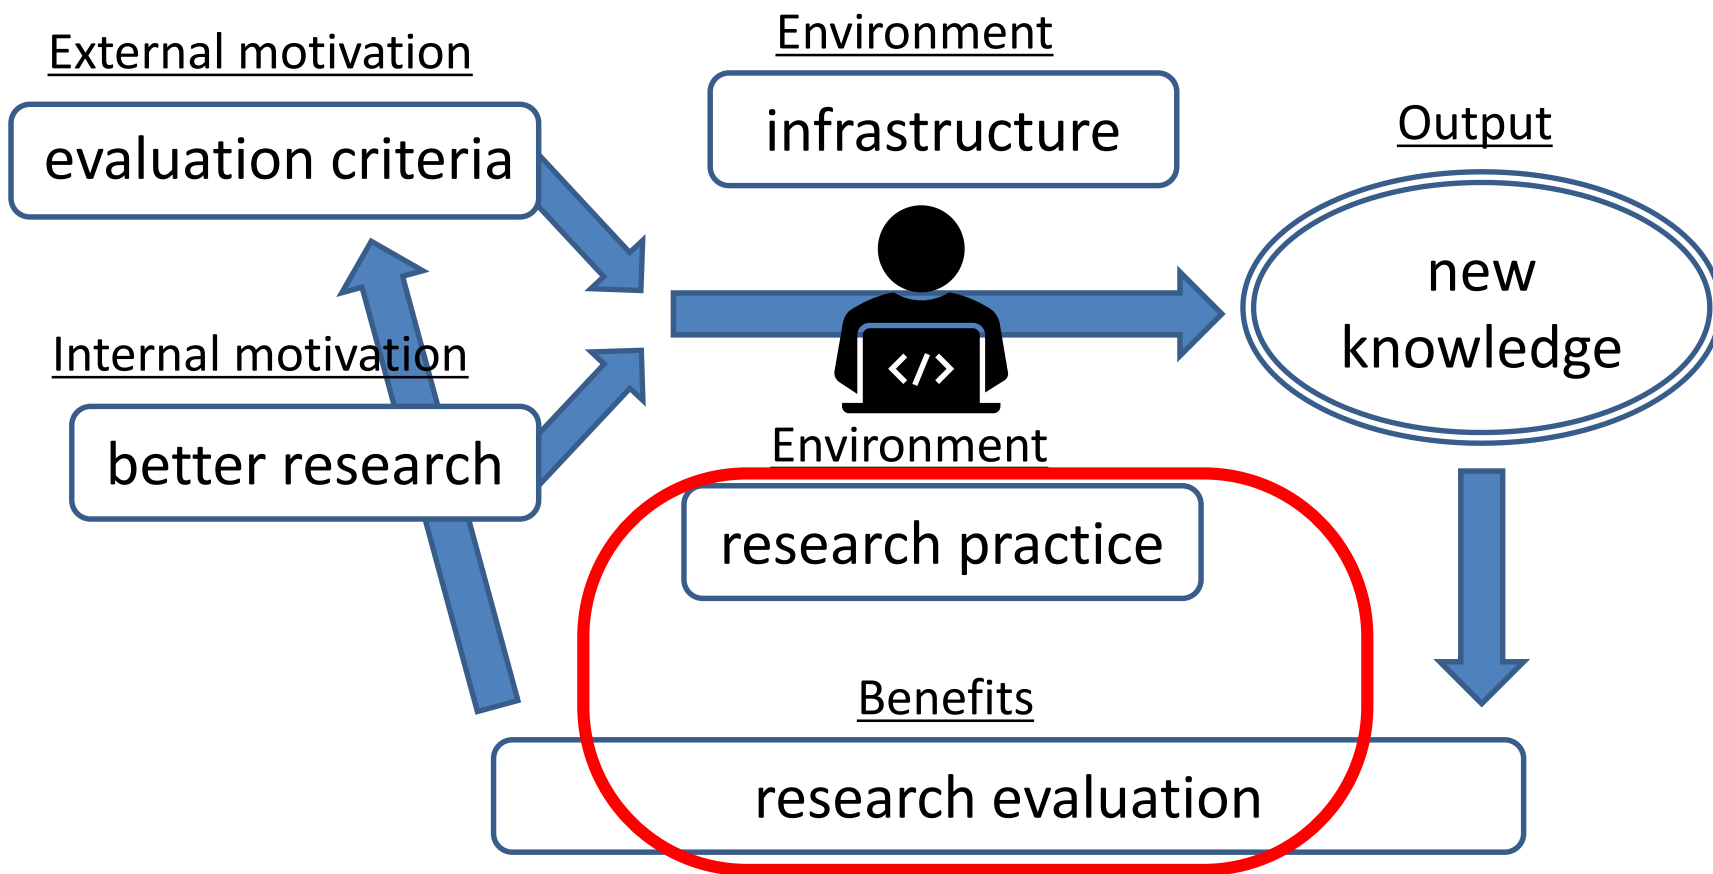 External motivation
evaluation criteria
Internal motivation
better research
Environment
infrastructure
</>
Environment
research practice
Benefits
research evaluation
Output
new
knowledge